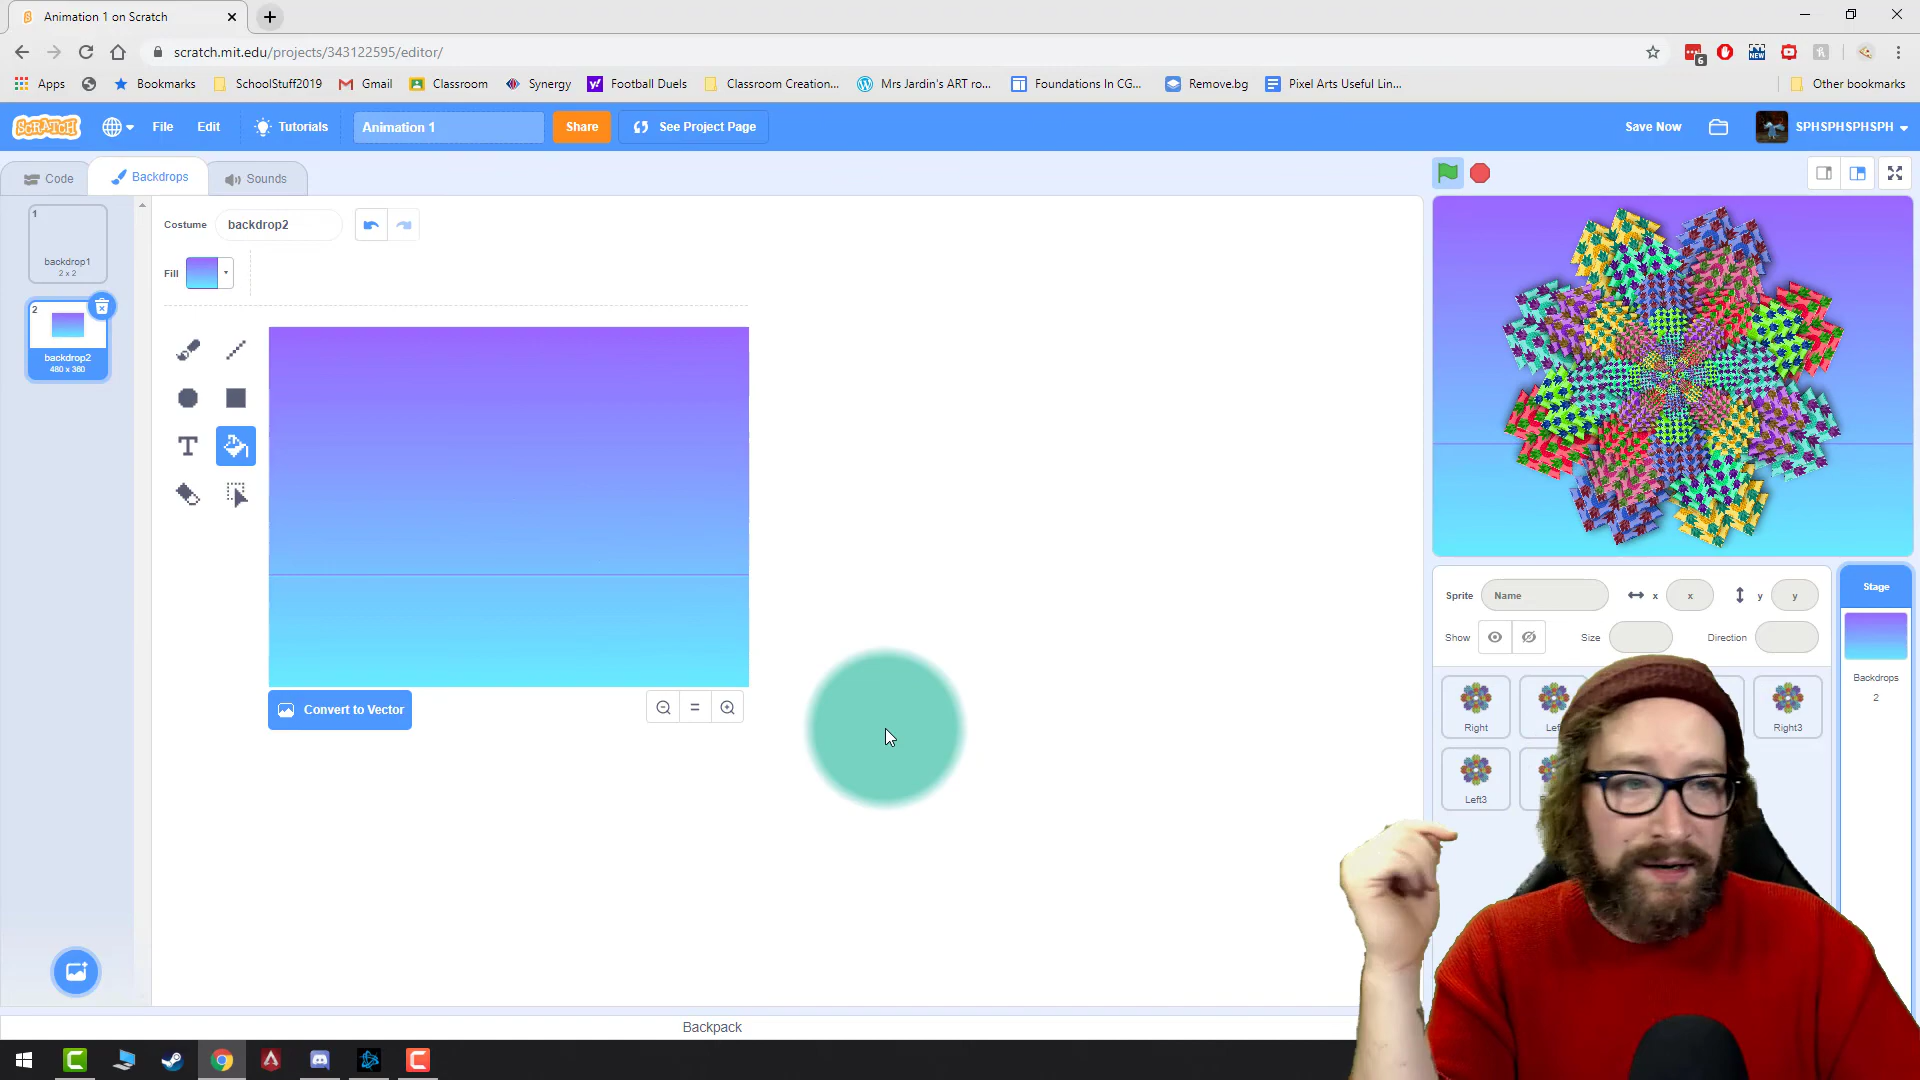 Animation 1 on Scratch
scratch.mit.edu/projects/343122595/editor/
6
NEW
Apps
Bookmarks
SchoolStuff2019
Gmail
Classroom
Synergy
Football Duels
Classroom Creation...
Mrs Jardin's ART ro...
Foundations In CG...
Remove.bg
Pixel Arts Useful Lin...
Other bookmarks
SCRATCH
File
Edit
Tutorials
Animation 1
Share
See Project Page
Save Now
SPHSPHSPHSPH
Code
Backdrops
Sounds
1
backdrop1
2 x 2
2
backdrop2
480 x 360
Costume
backdrop2
Fill
T
Convert to Vector
=
Sprite
Name
x
x
y
y
Show
Size
Direction
Stage
Backdrops
2
Right
Right3
Left3
Backpack